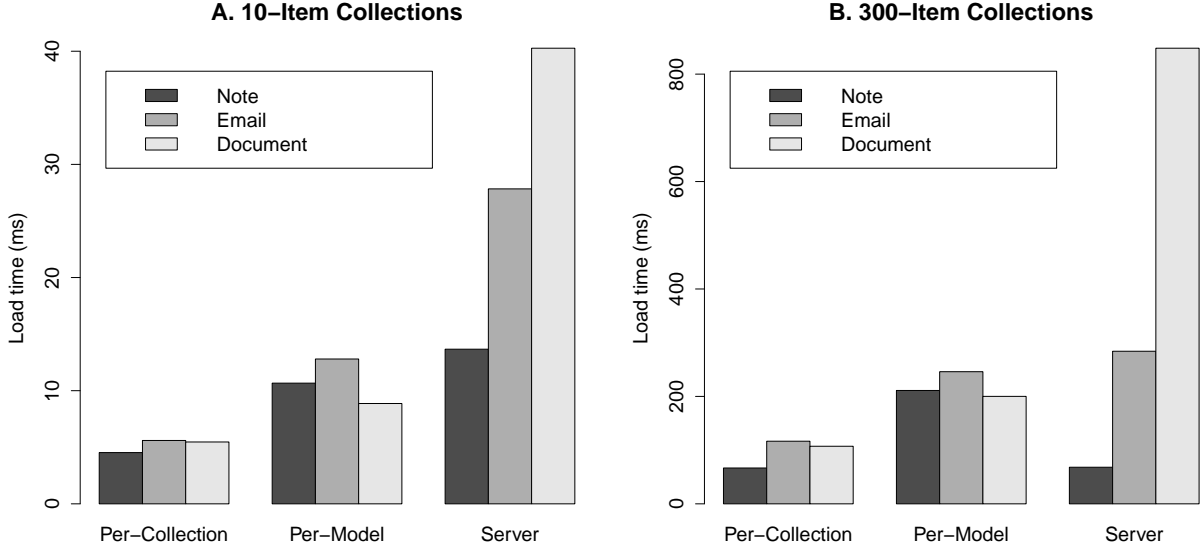 A. 10−Item Collections
Load time (ms)
0
10
20
30
40
Note
Email
Document
Per−Collection
Per−Model
Server
B. 300−Item Collections
Load time (ms)
0
200
400
600
800
Note
Email
Document
Per−Collection
Per−Model
Server